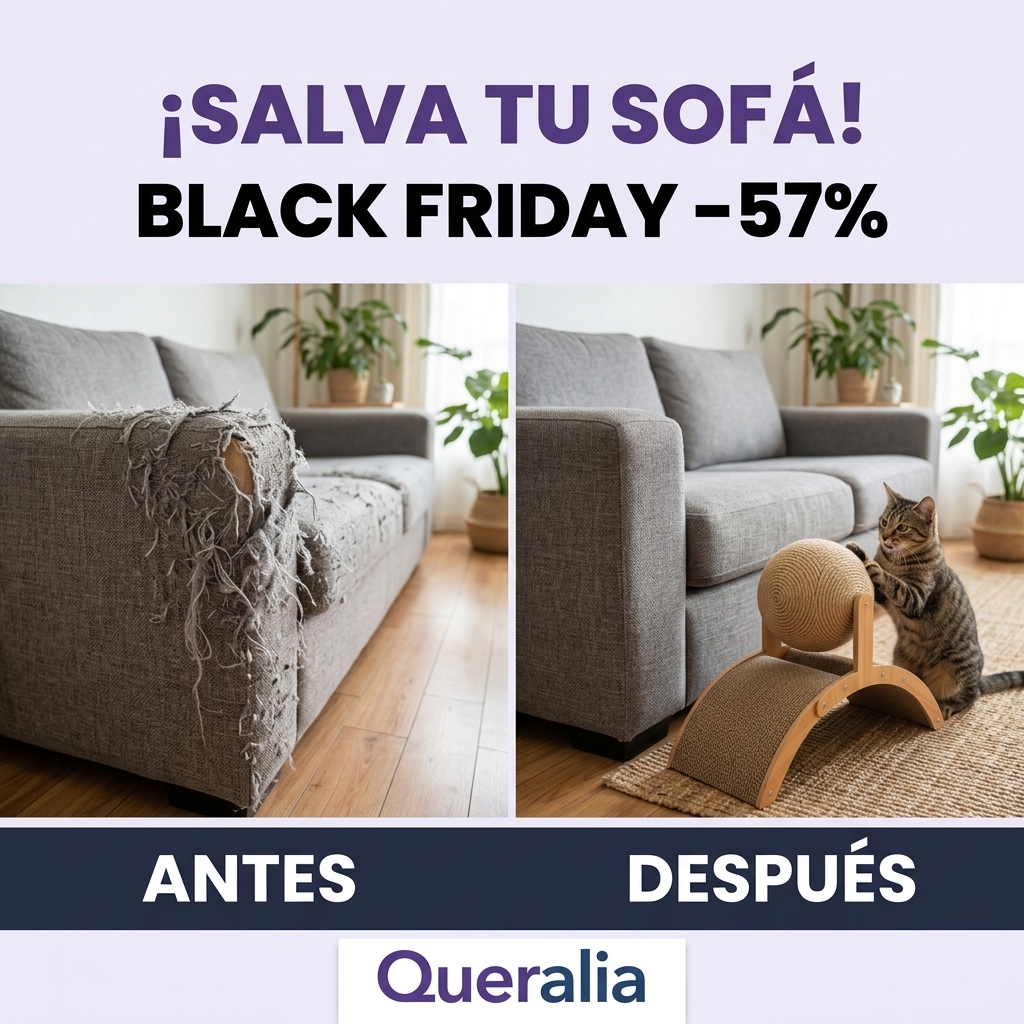 ¡SALVA TU SOFÁ!
BLACK FRIDAY -57%
ANTES
DESPUÉS
Queralia